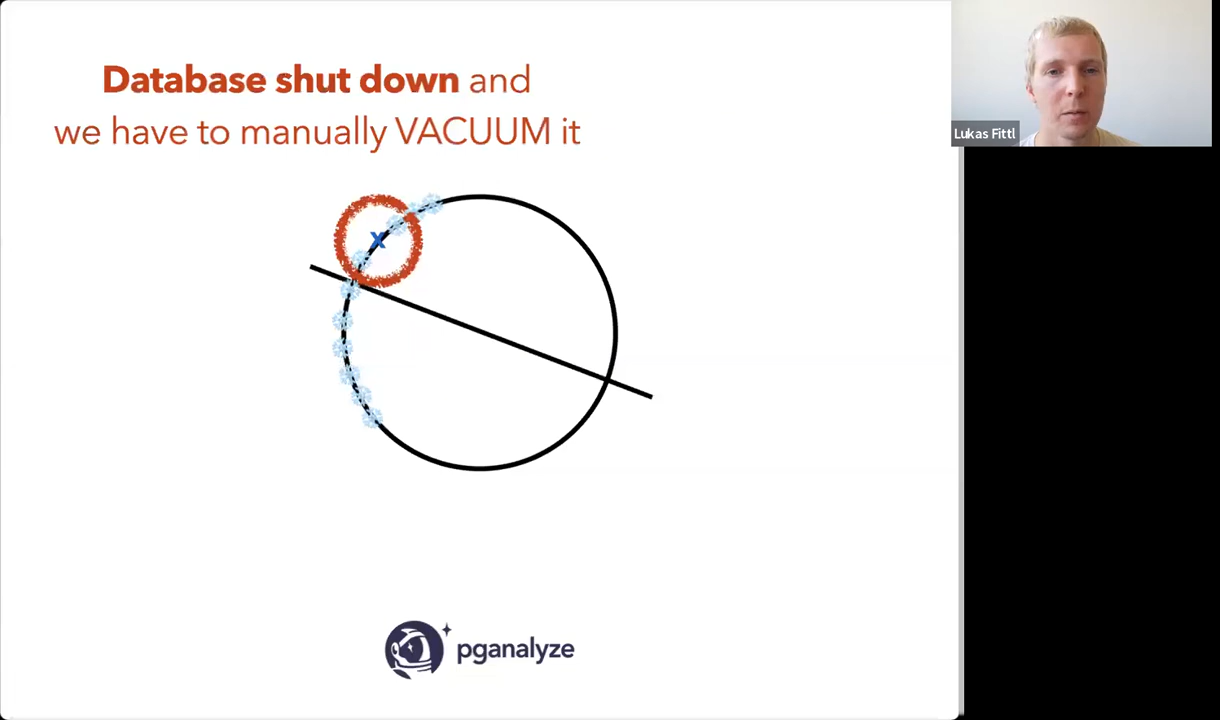 Database shut down and
we have to manually VACUUM it
Lukas Fittl
x
pganalyze